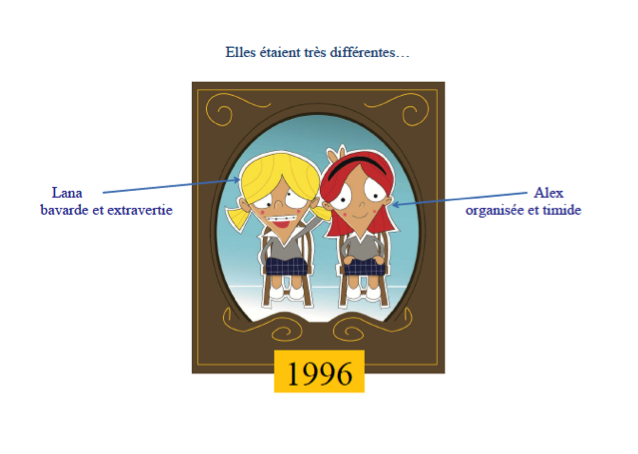 Elles étaient très différentes…
Lana
bavarde et extravertie
Alex
organisée et timide
1996